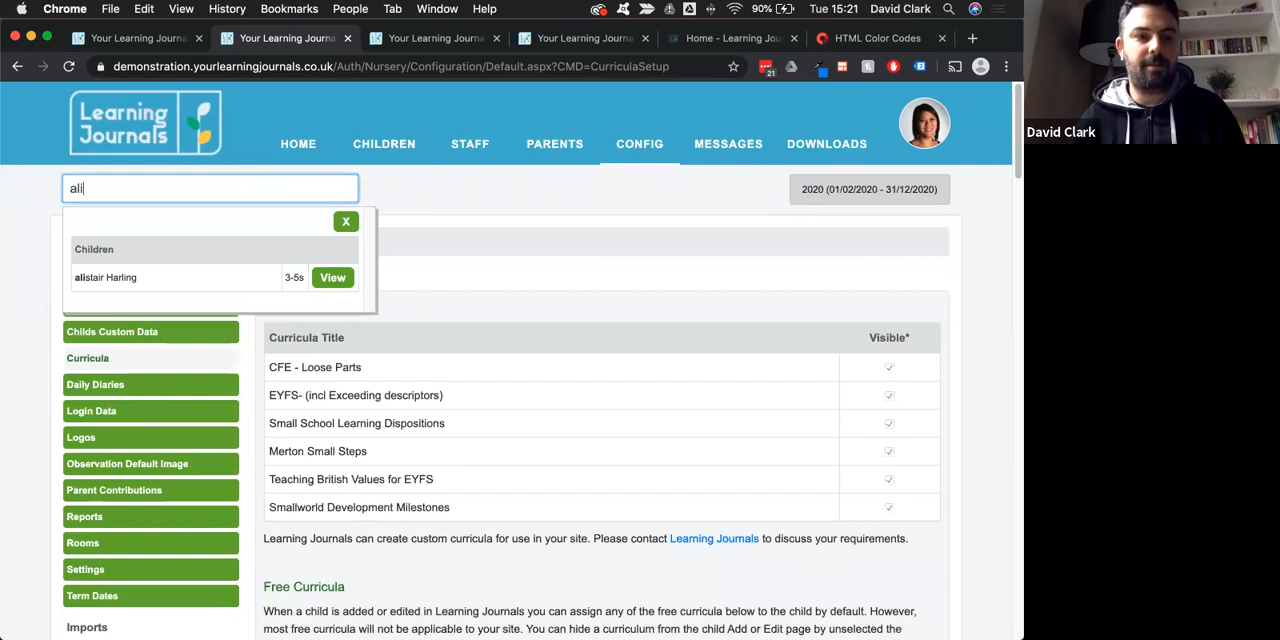 Chrome File Edit View History Bookmarks People Tab Window Help 90% Tue 15:21 David Clark
Your Learning Journa × Your Learning Journa × Your Learning Journa × Your Learning Journa × Home - Learning Jou × HTML Color Codes × +
demonstration.yourlearningjournals.co.uk/Auth/Nursery/Configuration/Default.aspx?CMD=CurriculaSetup
21
Learning Journals
HOME CHILDREN STAFF PARENTS CONFIG MESSAGES DOWNLOADS
David Clark
ali
2020 (01/02/2020 - 31/12/2020)
X
Children
alistair Harling 3-5s View
Childs Custom Data
Curricula
Daily Diaries
Login Data
Logos
Observation Default Image
Parent Contributions
Reports
Rooms
Settings
Term Dates
Imports
Curricula Title Visible*
CFE - Loose Parts
EYFS- (incl Exceeding descriptors)
Small School Learning Dispositions
Merton Small Steps
Teaching British Values for EYFS
Smallworld Development Milestones
Learning Journals can create custom curricula for use in your site. Please contact Learning Journals to discuss your requirements.
Free Curricula
When a child is added or edited in Learning Journals you can assign any of the free curricula below to the child by default. However,
most free curricula will not be applicable to your site. You can hide a curriculum from the child Add or Edit page by unselected the